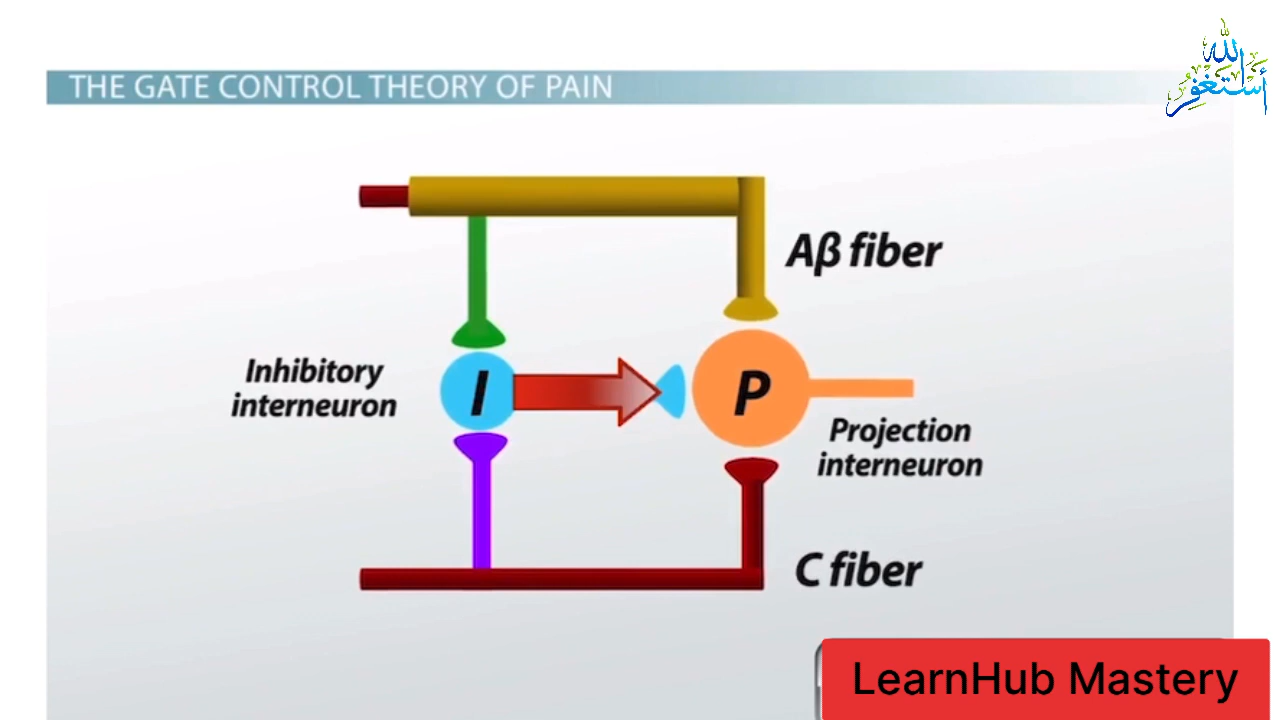 THE GATE CONTROL THEORY OF PAIN
أستغفر الله
Aβ fiber
Inhibitory
interneuron
I
P
Projection
interneuron
C fiber
LearnHub Mastery